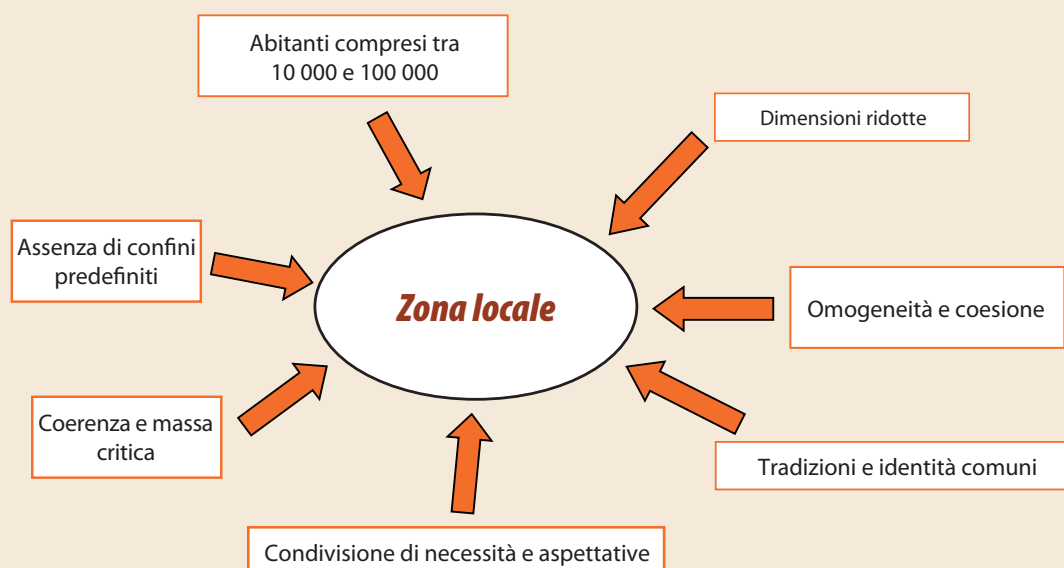 Abitanti compresi tra
10 000 e 100 000
Dimensioni ridotte
Assenza di confini
predefiniti
Zona locale
Omogeneità e coesione
Coerenza e massa
critica
Tradizioni e identità comuni
Condivisione di necessità e aspettative